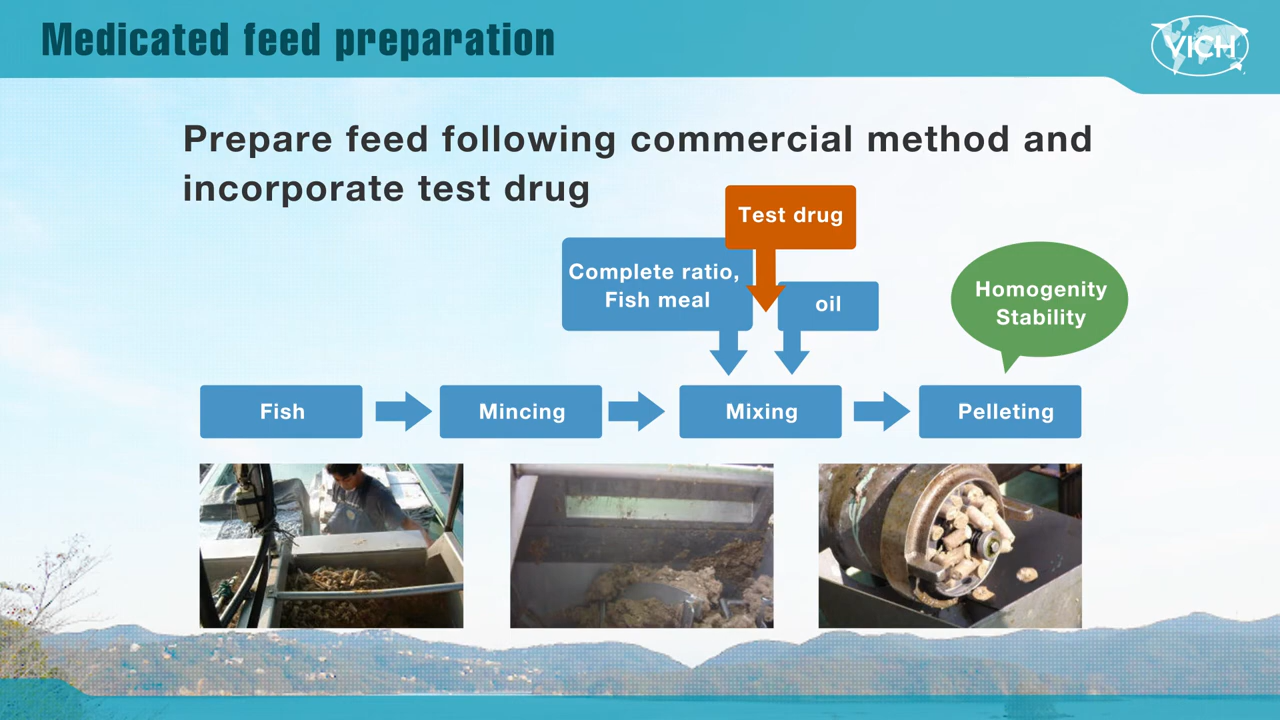 Medicated feed preparation
VICH
Prepare feed following commercial method and
incorporate test drug
Test drug
Complete ratio,
Fish meal
oil
Homogenity
Stability
Fish
Mincing
Mixing
Pelleting